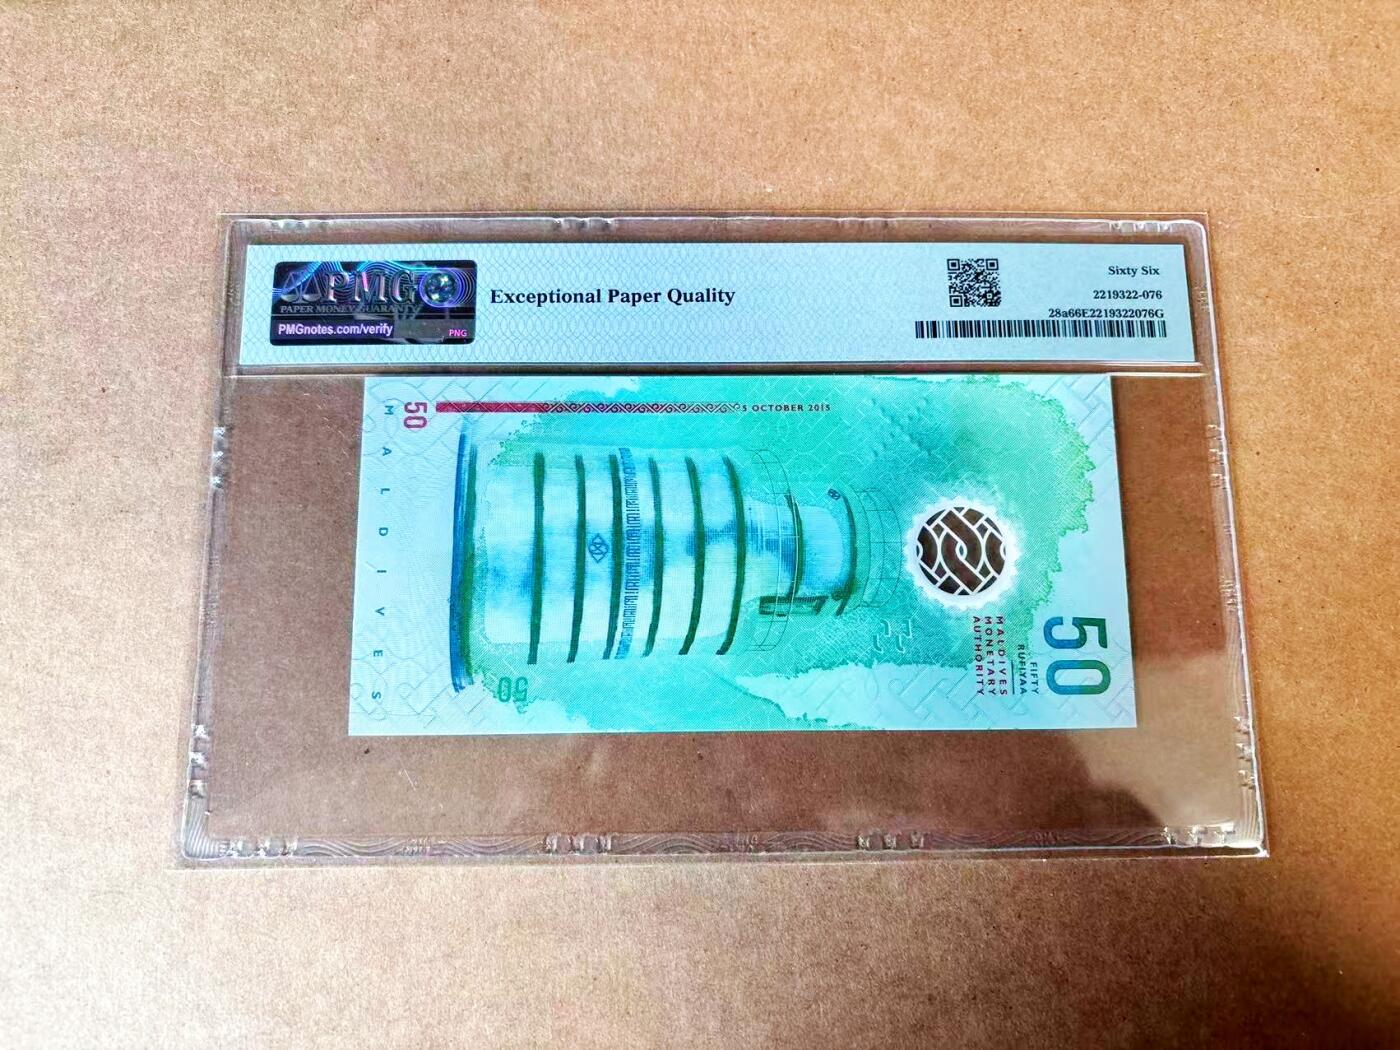 PMG
PAPER MONEY GUARANTY
PMGnotes.com/verify
PNG
Exceptional Paper Quality
Sixty Six
2219322-076
28a66E2219322076G
50
5 OCTOBER 2015
MALDIVES
50
50
FIFTY
RUFIYAA
MALDIVES
MONETARY
AUTHORITY